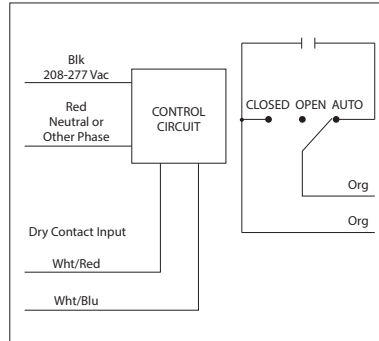 Blk
208-277 Vac
Red
Neutral or
Other Phase
CONTROL
CIRCUIT
CLOSED OPEN AUTO
Org
Org
Dry Contact Input
Wht/Red
Wht/Blu